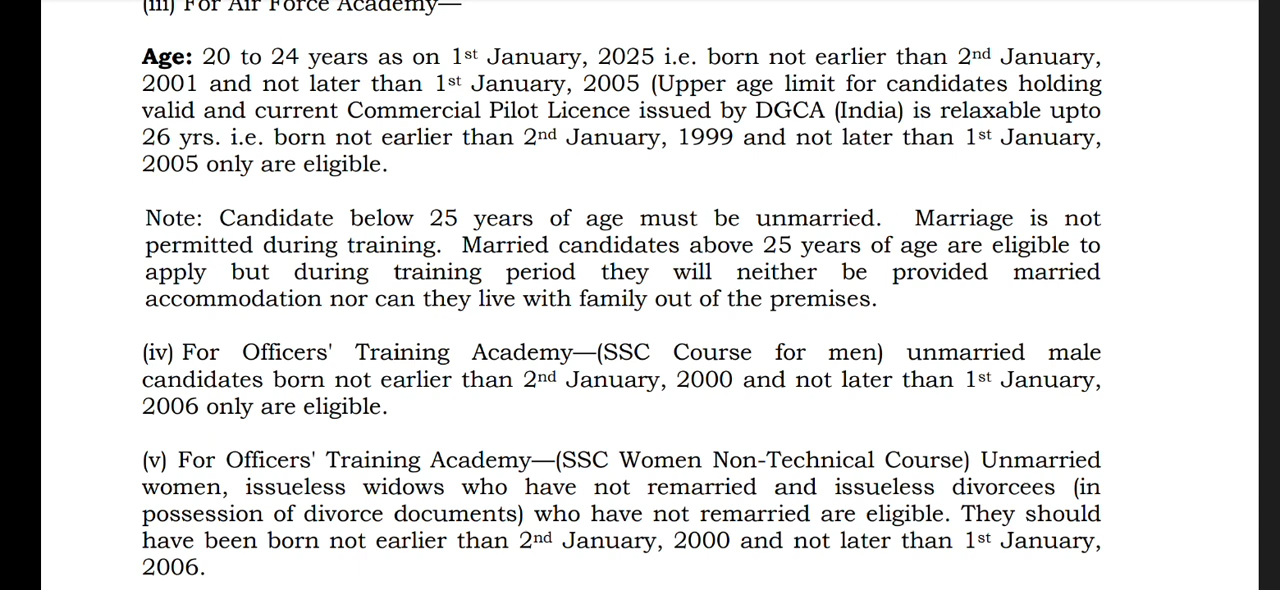 (iii) For Air Force Academy—
Age: 20 to 24 years as on 1st January, 2025 i.e. born not earlier than 2nd January,
2001 and not later than 1st January, 2005 (Upper age limit for candidates holding
valid and current Commercial Pilot Licence issued by DGCA (India) is relaxable upto
26 yrs. i.e. born not earlier than 2nd January, 1999 and not later than 1st January,
2005 only are eligible.
Note: Candidate below 25 years of age must be unmarried. Marriage is not
permitted during training. Married candidates above 25 years of age are eligible to
apply but during training period they will neither be provided married
accommodation nor can they live with family out of the premises.
(iv) For Officers' Training Academy—(SSC Course for men) unmarried male
candidates born not earlier than 2nd January, 2000 and not later than 1st January,
2006 only are eligible.
(v) For Officers' Training Academy—(SSC Women Non-Technical Course) Unmarried
women, issueless widows who have not remarried and issueless divorcees (in
possession of divorce documents) who have not remarried are eligible. They should
have been born not earlier than 2nd January, 2000 and not later than 1st January,
2006.